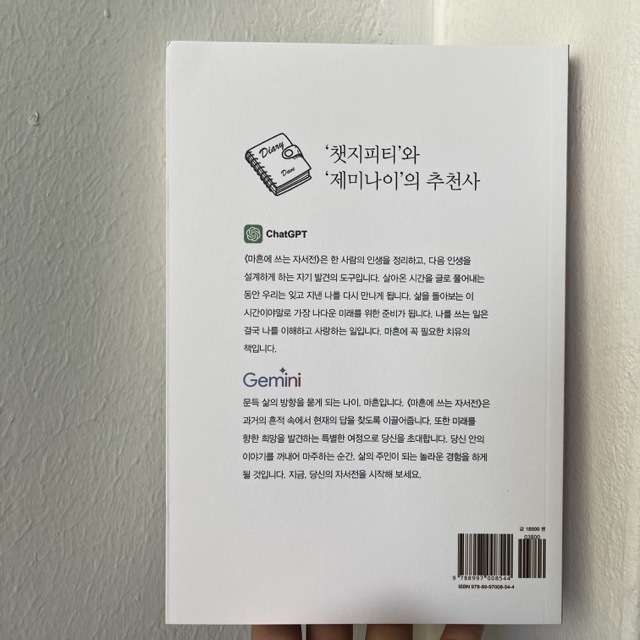 Diary
Dave
‘챗지피티’와
‘제미나이’의 추천사
ChatGPT
《마흔에 쓰는 자서전》은 한 사람의 인생을 정리하고, 다음 인생을
설계하게 하는 자기 발견의 도구입니다. 살아온 시간을 글로 풀어내는
동안 우리는 잊고 지낸 나를 다시 만나게 됩니다. 삶을 돌아보는 이
시간이야말로 가장 나다운 미래를 위한 준비가 됩니다. 나를 쓰는 일은
결국 나를 이해하고 사랑하는 일입니다. 마흔에 꼭 필요한 치유의
책입니다.
Gemini
문득 삶의 방향을 묻게 되는 나이, 마흔입니다. 《마흔에 쓰는 자서전》은
과거의 흔적 속에서 현재의 답을 찾도록 이끌어줍니다. 또한 미래를
향한 희망을 발견하는 특별한 여정으로 당신을 초대합니다. 당신 안의
이야기를 꺼내어 마주하는 순간, 삶의 주인이 되는 놀라운 경험을 하게
될 것입니다. 지금, 당신의 자서전을 시작해 보세요.
값 18500 원
03800
9 788997 008544
ISBN 978-89-97008-54-4